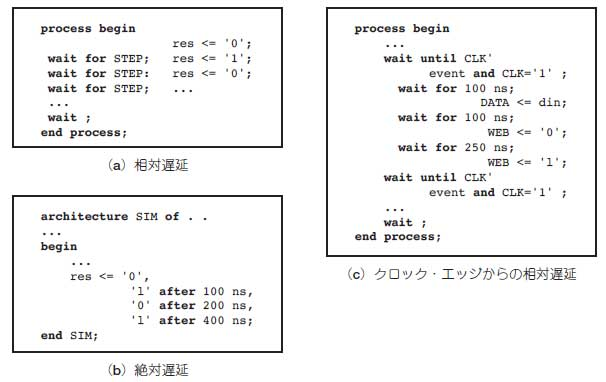 process begin
res <= '0';
wait for STEP; res <= '1';
wait for STEP: res <= '0';
wait for STEP; ...
...
wait ;
end process;
（a）相対遅延
architecture SIM of . .
...
begin
...
res <= '0',
'1' after 100 ns,
'0' after 200 ns,
'1' after 400 ns;
end SIM;
（b）絶対遅延
process begin
...
wait until CLK'
event and CLK='1' ;
wait for 100 ns;
DATA <= din;
wait for 100 ns;
WEB <= '0';
wait for 250 ns;
WEB <= '1';
wait until CLK'
event and CLK='1' ;
...
wait ;
end process;
（c）クロック・エッジからの相対遅延